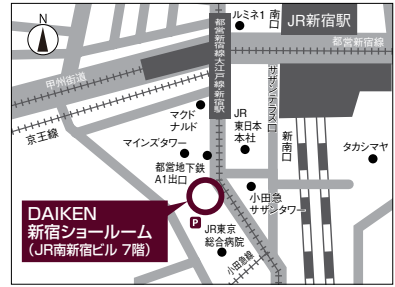 N
ルミネ1
南口
JR新宿駅
都営新宿線
都営新宿線大江戸線新宿駅
甲州街道
京王線
マクド
ナルド
サザンテラス口
JR
東日本
本社
新南口
マインズタワー
タカシマヤ
都営地下鉄
A1出口
小田急
サザンタワー
DAIKEN
新宿ショールーム
(JR南新宿ビル 7階)
P
JR東京
総合病院
小田急線